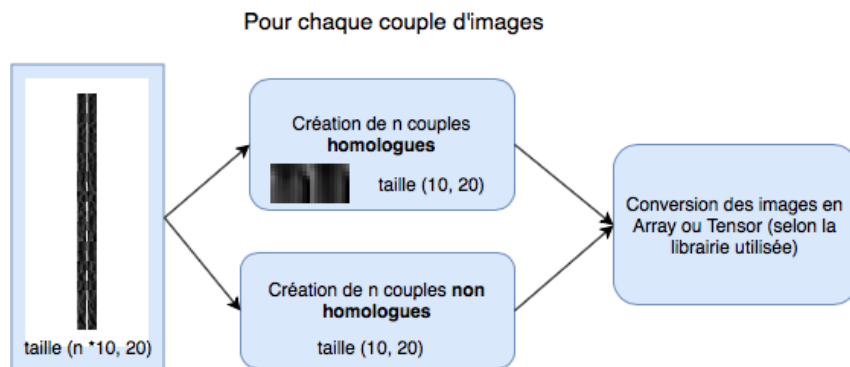 Pour chaque couple d'images
taille (n *10, 20)
Création de n couples
homologues
taille (10, 20)
Création de n couples non
homologues
taille (10, 20)
Conversion des images en
Array ou Tensor (selon la
librairie utilisée)